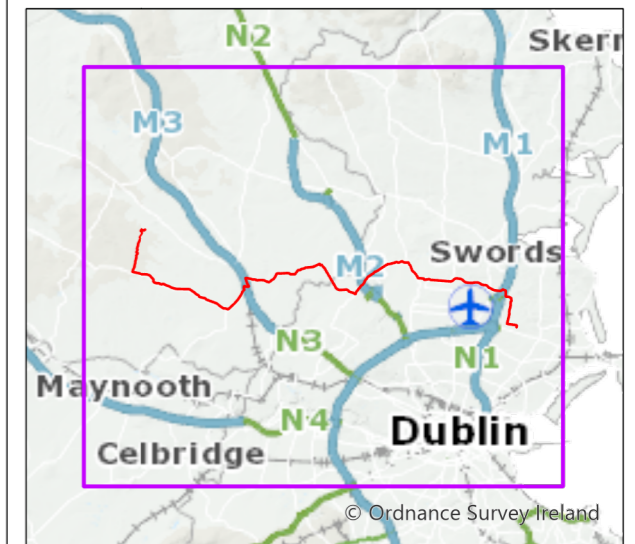 N2
Skerr
M3
M1
Swords
M2
N3
N1
Maynooth
N4
Dublin
Celbridge
© Ordnance Survey Ireland